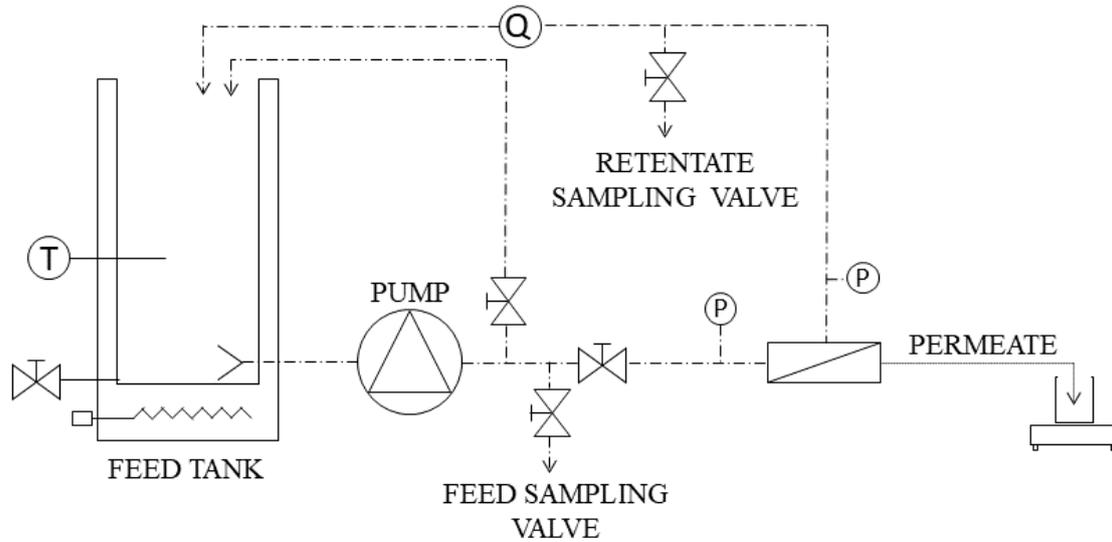 Q
RETENTATE
SAMPLING VALVE
T
P
PUMP
P
PERMEATE
FEED TANK
FEED SAMPLING
VALVE